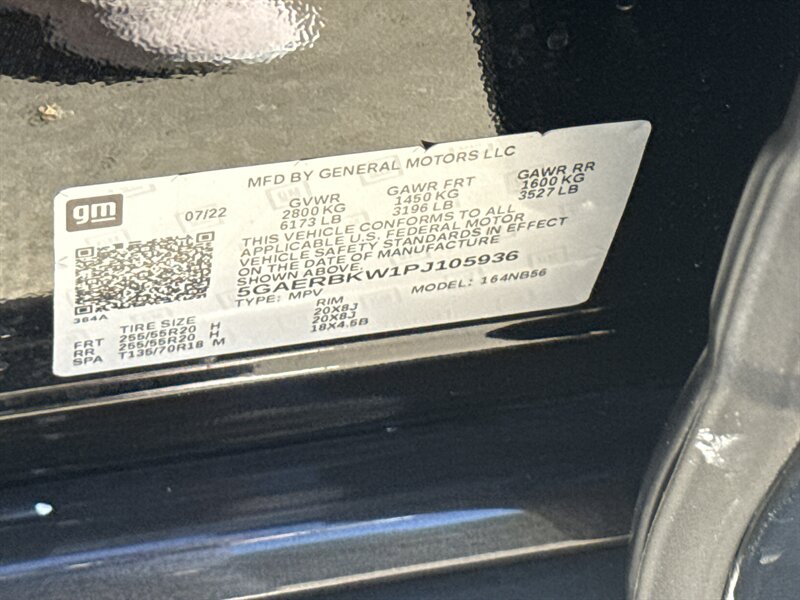 MFD BY GENERAL MOTORS LLC
gm
07/22
GVWR GAWR FRT GAWR RR
2800 KG 1450 KG 1600 KG
6173 LB 3196 LB 3527 LB
THIS VEHICLE CONFORMS TO ALL
APPLICABLE U.S. FEDERAL MOTOR
VEHICLE SAFETY STANDARDS IN EFFECT
ON THE DATE OF MANUFACTURE
SHOWN ABOVE.
5GAERBKW1PJ105936
TYPE: MPV MODEL: 164NB56
384A
TIRE SIZE RIM
FRT 255/55R20 H 20X8J
RR 255/55R20 H 20X8J
SPA T135/70R18 M 18X4.5B